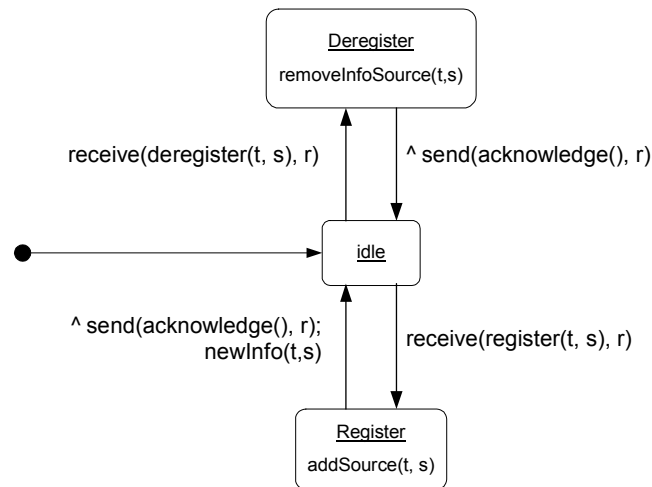 Deregister
removeInfoSource(t,s)
receive(deregister(t, s), r)
^ send(acknowledge(), r)
idle
^ send(acknowledge(), r);
newInfo(t,s)
receive(register(t, s), r)
Register
addSource(t, s)